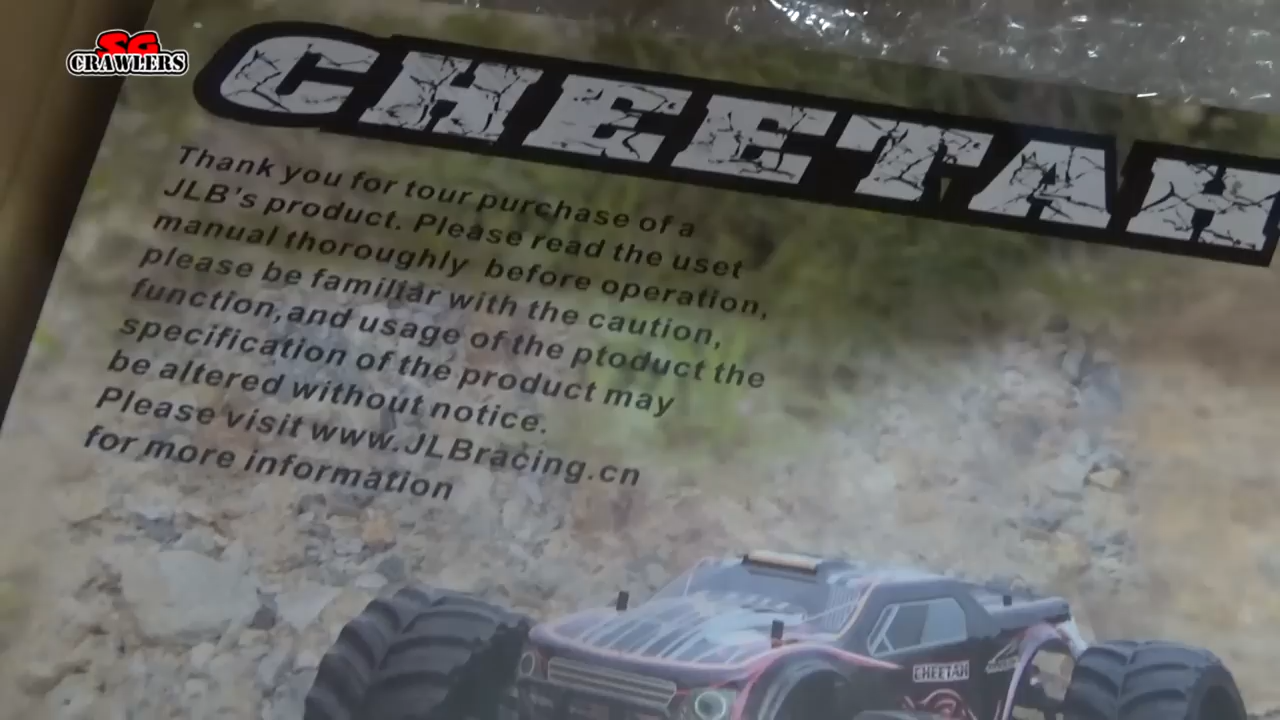 SG
CRAWLERS
CHEETAH
Thank you for tour purchase of a
JLB's product. Please read the uset
manual thoroughly before operation,
please be familiar with the caution,
function,and usage of the ptoduct the
specification of the product may
be altered without notice.
Please visit www.JLBracing.cn
for more information
CHEETAH